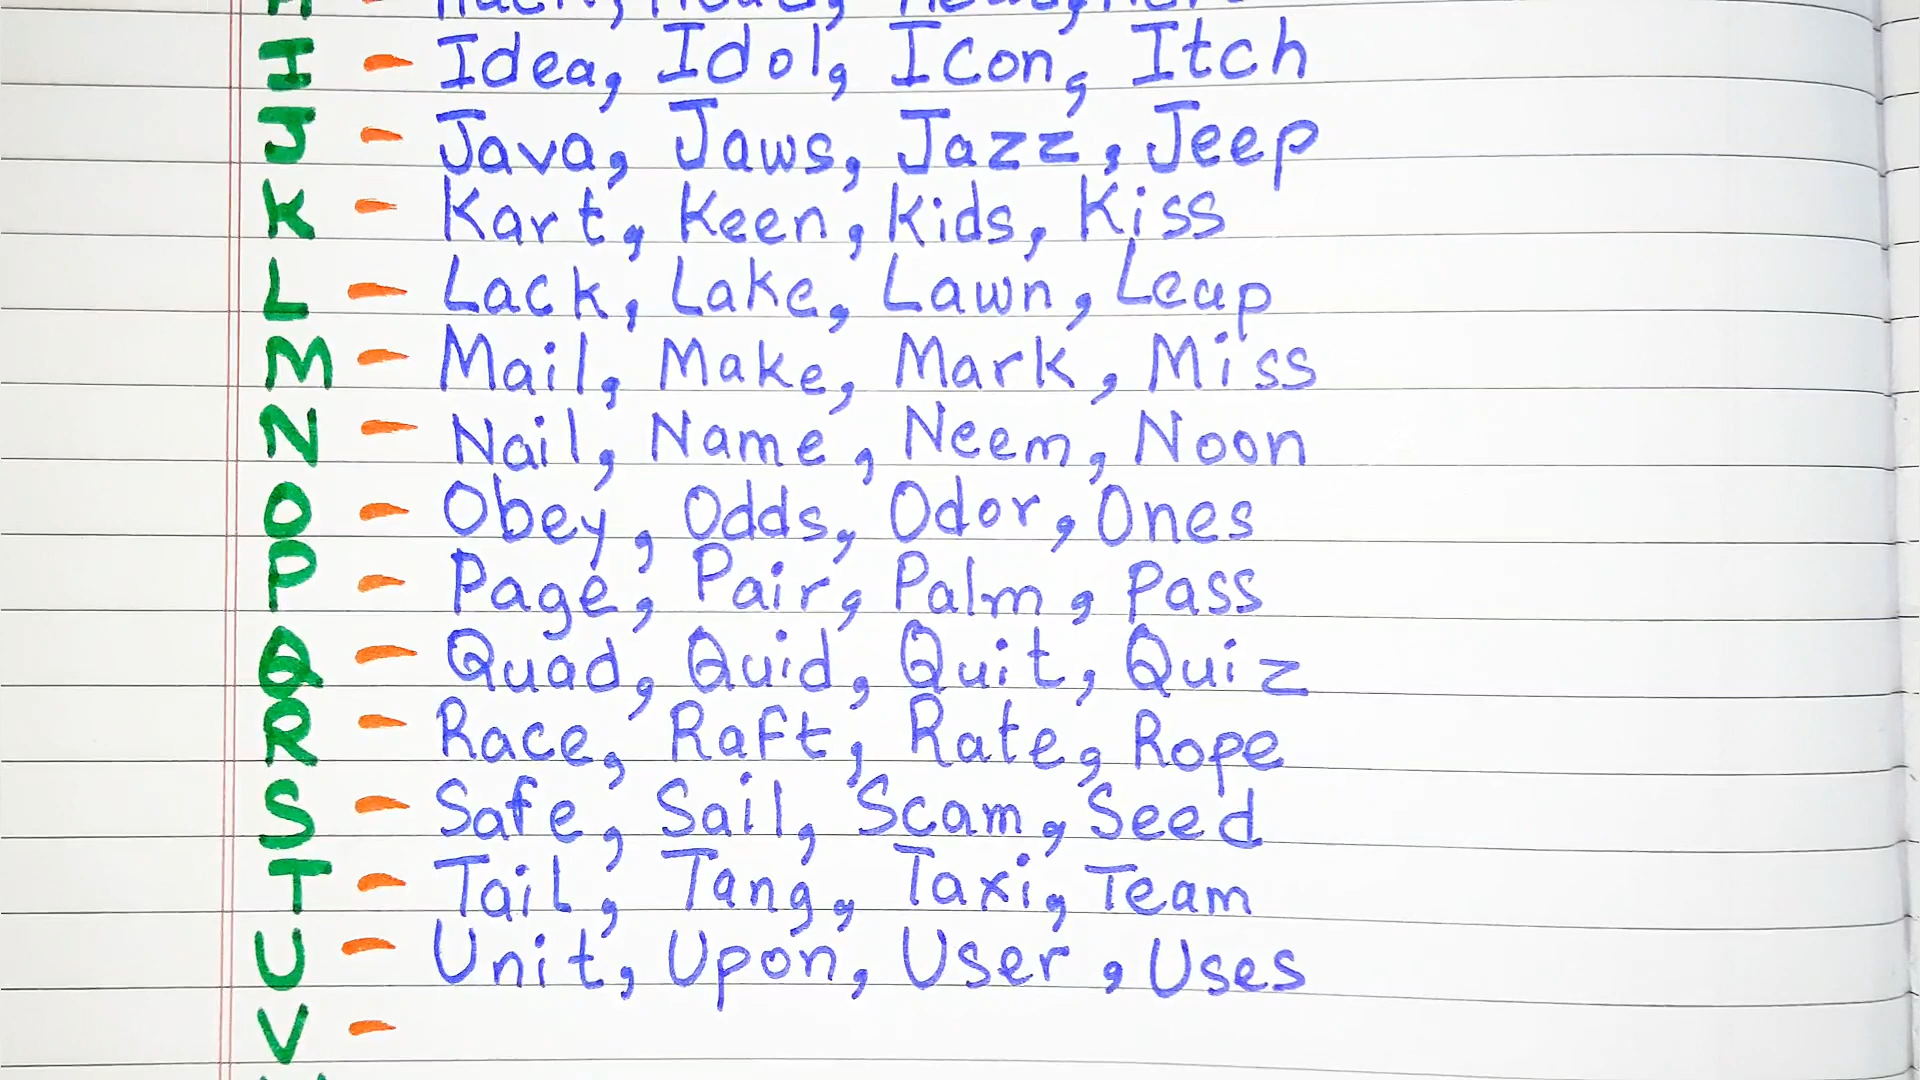 I - Idea, Idol, Icon, Itch
J - Java, Jaws, Jazz, Jeep
K - Kart, Keen, Kids, Kiss
L - Lack, Lake, Lawn, Leap
M - Mail, Make, Mark, Miss
N - Nail, Name, Neem, Noon
O - Obey, Odds, Odor, Ones
P - Page, Pair, Palm, Pass
Q - Quad, Quid, Quit, Quiz
R - Race, Raft, Rate, Rope
S - Safe, Sail, Scam, Seed
T - Tail, Tang, Taxi, Team
U - Unit, Upon, User, Uses
V -